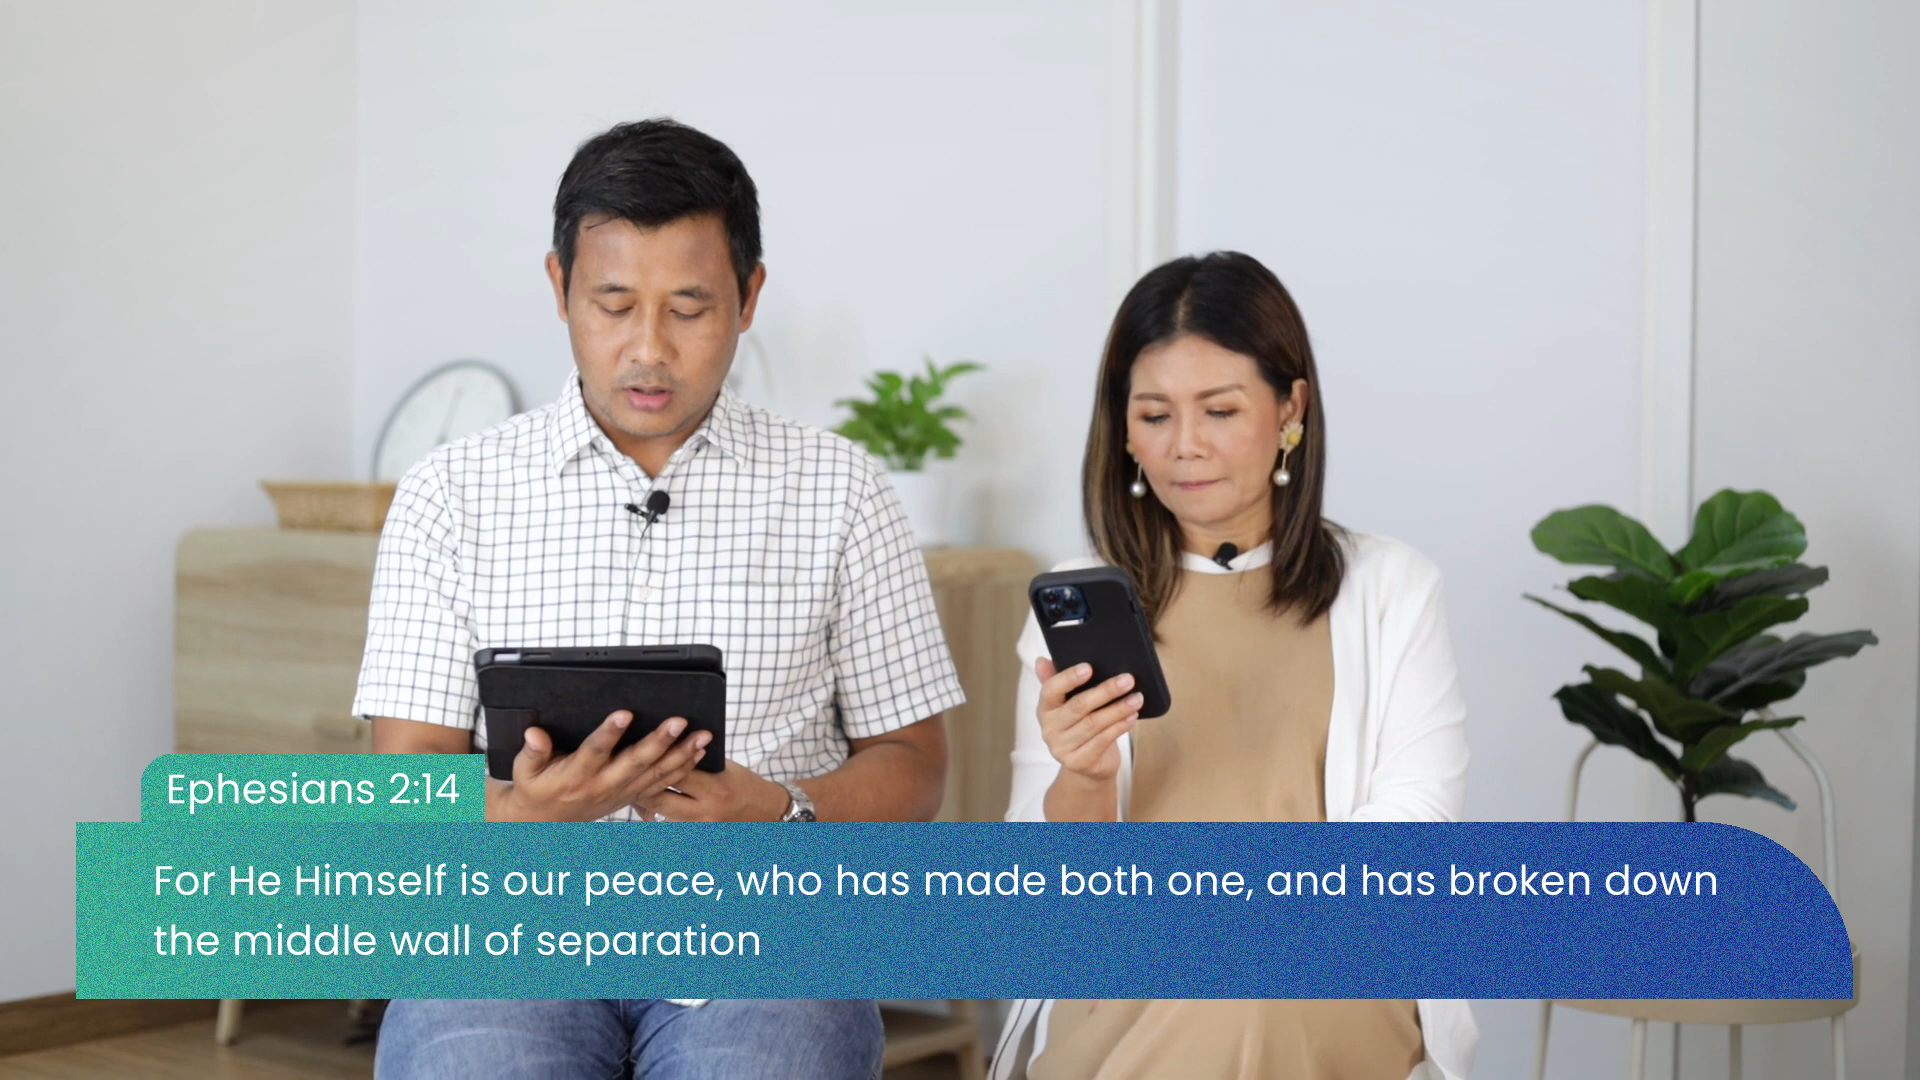 Ephesians 2:14
For He Himself is our peace, who has made both one, and has broken down
the middle wall of separation